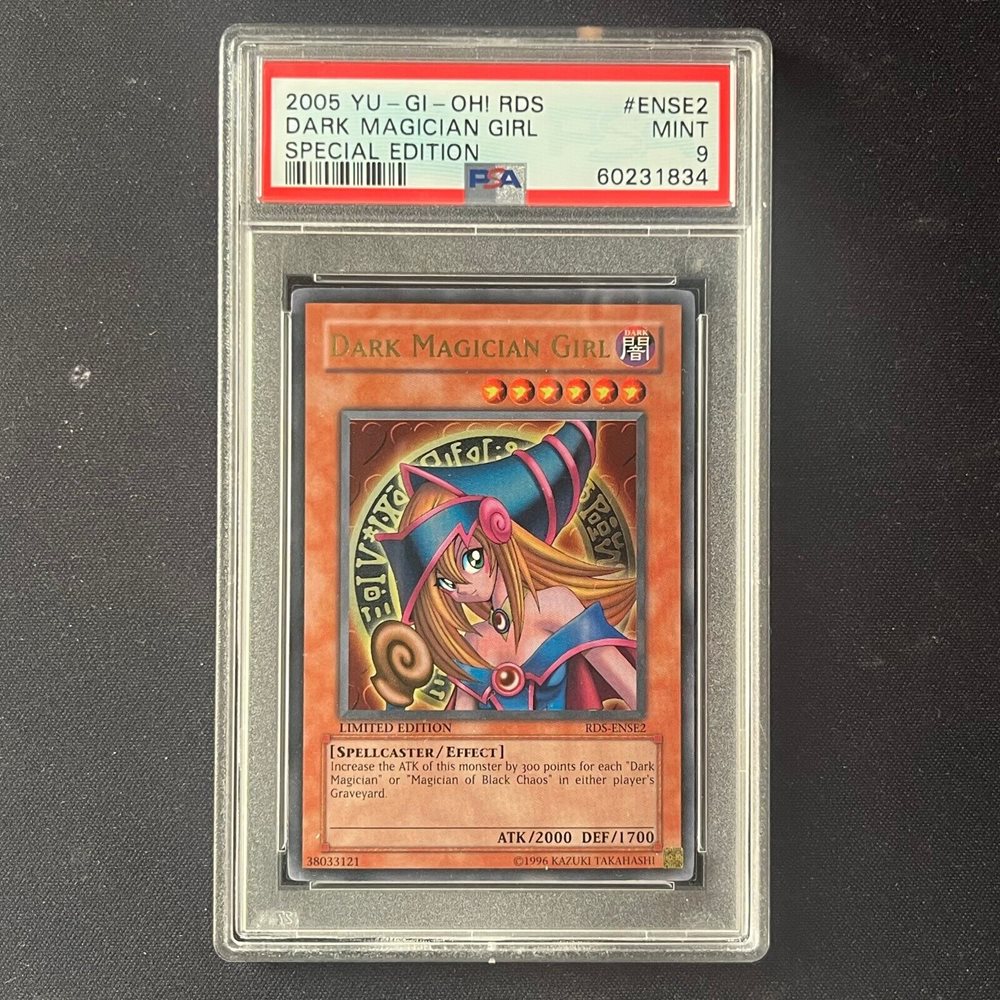 2005 YU-GI-OH! RDS #ENSE2
DARK MAGICIAN GIRL MINT
SPECIAL EDITION 9
PSA 60231834
DARK MAGICIAN GIRL
DARK
闇
LIMITED EDITION RDS-ENSE2
[SPELLCASTER/EFFECT]
Increase the ATK of this monster by 300 points for each "Dark
Magician" or "Magician of Black Chaos" in either player's
Graveyard.
ATK/2000 DEF/1700
38033121 ©1996 KAZUKI TAKAHASHI